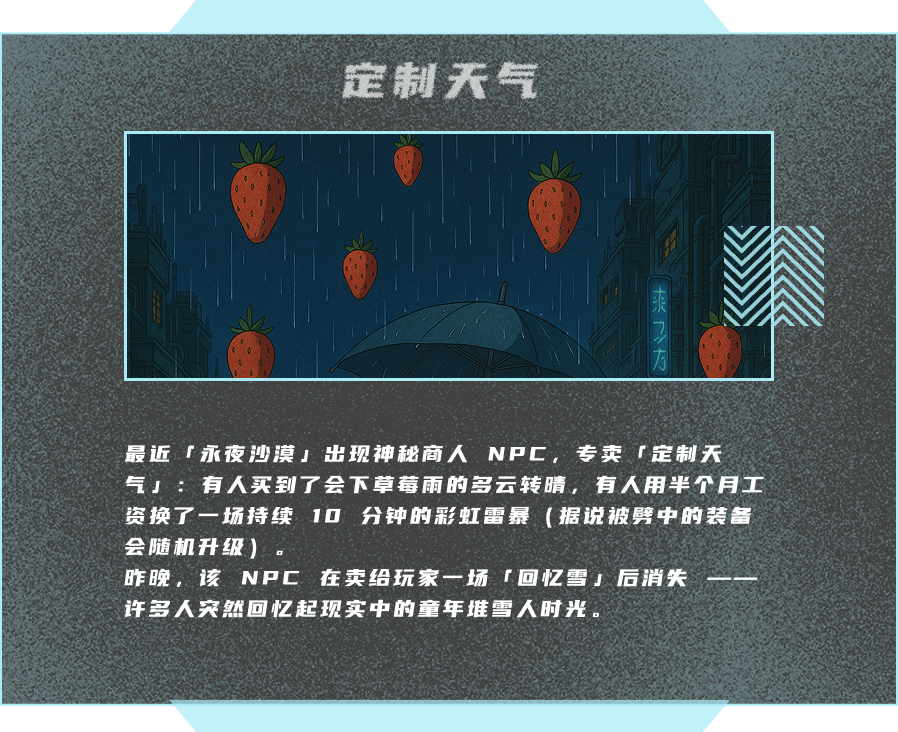 定制天气
最近「永夜沙漠」出现神秘商人 NPC，专卖「定制天
气」：有人买到了会下草莓雨的多云转晴，有人用半个月工
资换了一场持续 10 分钟的彩虹雷暴（据说被劈中的装备
会随机升级）。
昨晚，该 NPC 在卖给玩家一场「回忆雪」后消失 ——
许多人突然回忆起现实中的童年堆雪人时光。